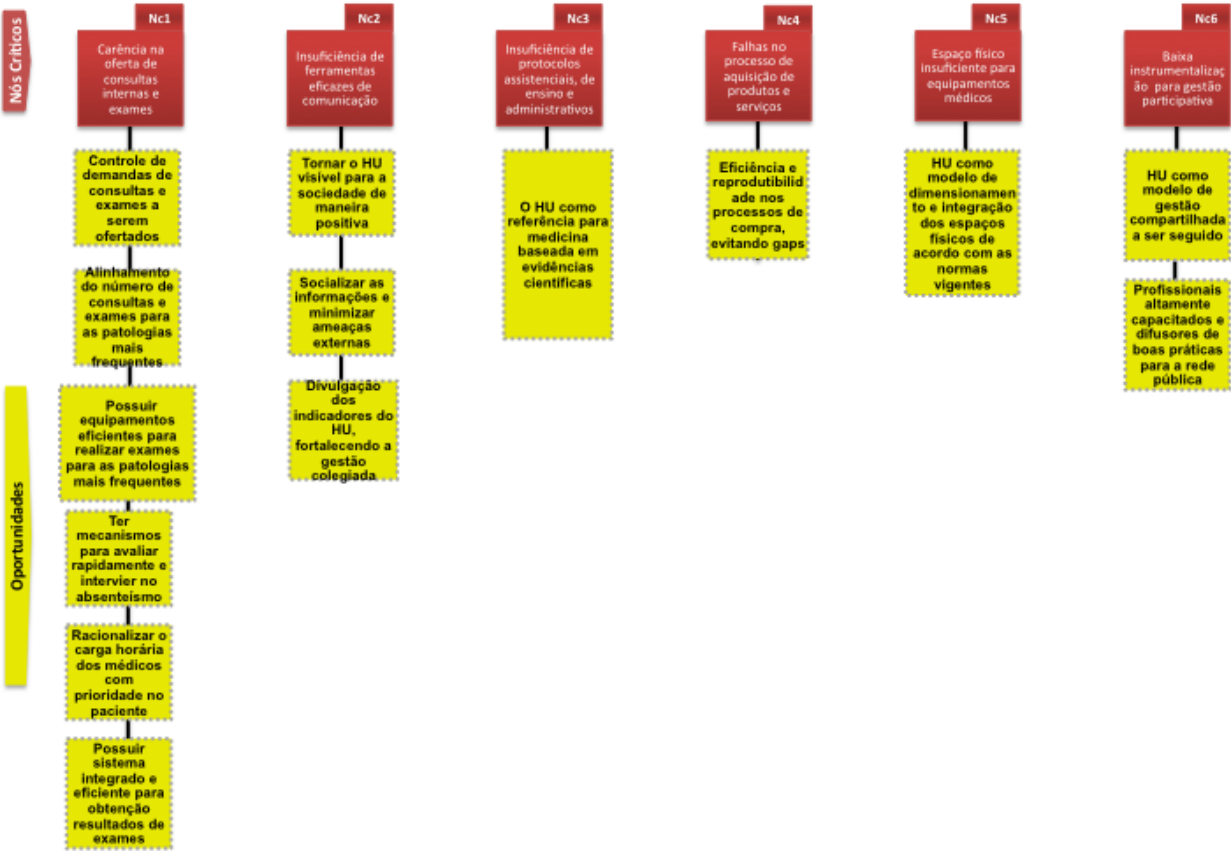 Nós Críticos
Nc1
Carência na
oferta de
consultas
internas e
exames
Controle de
demandas de
consultas e
exames a
serem
ofertados
Alinhamento
do número de
consultas e
exames para
as patologias
mais
frequentes
Oportunidades
Possuir
equipamentos
eficientes para
realizar exames
para as patologias
mais frequentes
Ter
mecanismos
para avaliar
rapidamente e
intervier no
absenteísmo
Racionalizar o
carga horária
dos médicos
com
prioridade no
paciente
Possuir
sistema
integrado e
eficiente para
obtenção
resultados de
exames
Nc2
Insuficiência de
ferramentas
eficazes de
comunicação
Tornar o HU
visível para a
sociedade de
maneira
positiva
Socializar as
informações e
minimizar
ameaças
externas
Divulgação
dos
indicadores do
HU,
fortalecendo a
gestão
colegiada
Nc3
Insuficiência de
protocolos
assistenciais, de
ensino e
administrativos
O HU como
referência para
medicina
baseada em
evidências
científicas
Nc4
Falhas no
processo de
aquisição de
produtos e
serviços
Eficiência e
reprodutibilid
ade nos
processos de
compra,
evitando gaps
Nc5
Espaço físico
insuficiente para
equipamentos
médicos
HU como
modelo de
dimensionamen
to e integração
dos espaços
físicos de
acordo com as
normas
vigentes
Nc6
Baixa
instrumentalizaç
ão para gestão
participativa
HU como
modelo de
gestão
compartilhada
a ser seguido
Profissionais
altamente
capacitados e
difusores de
boas práticas
para a rede
pública